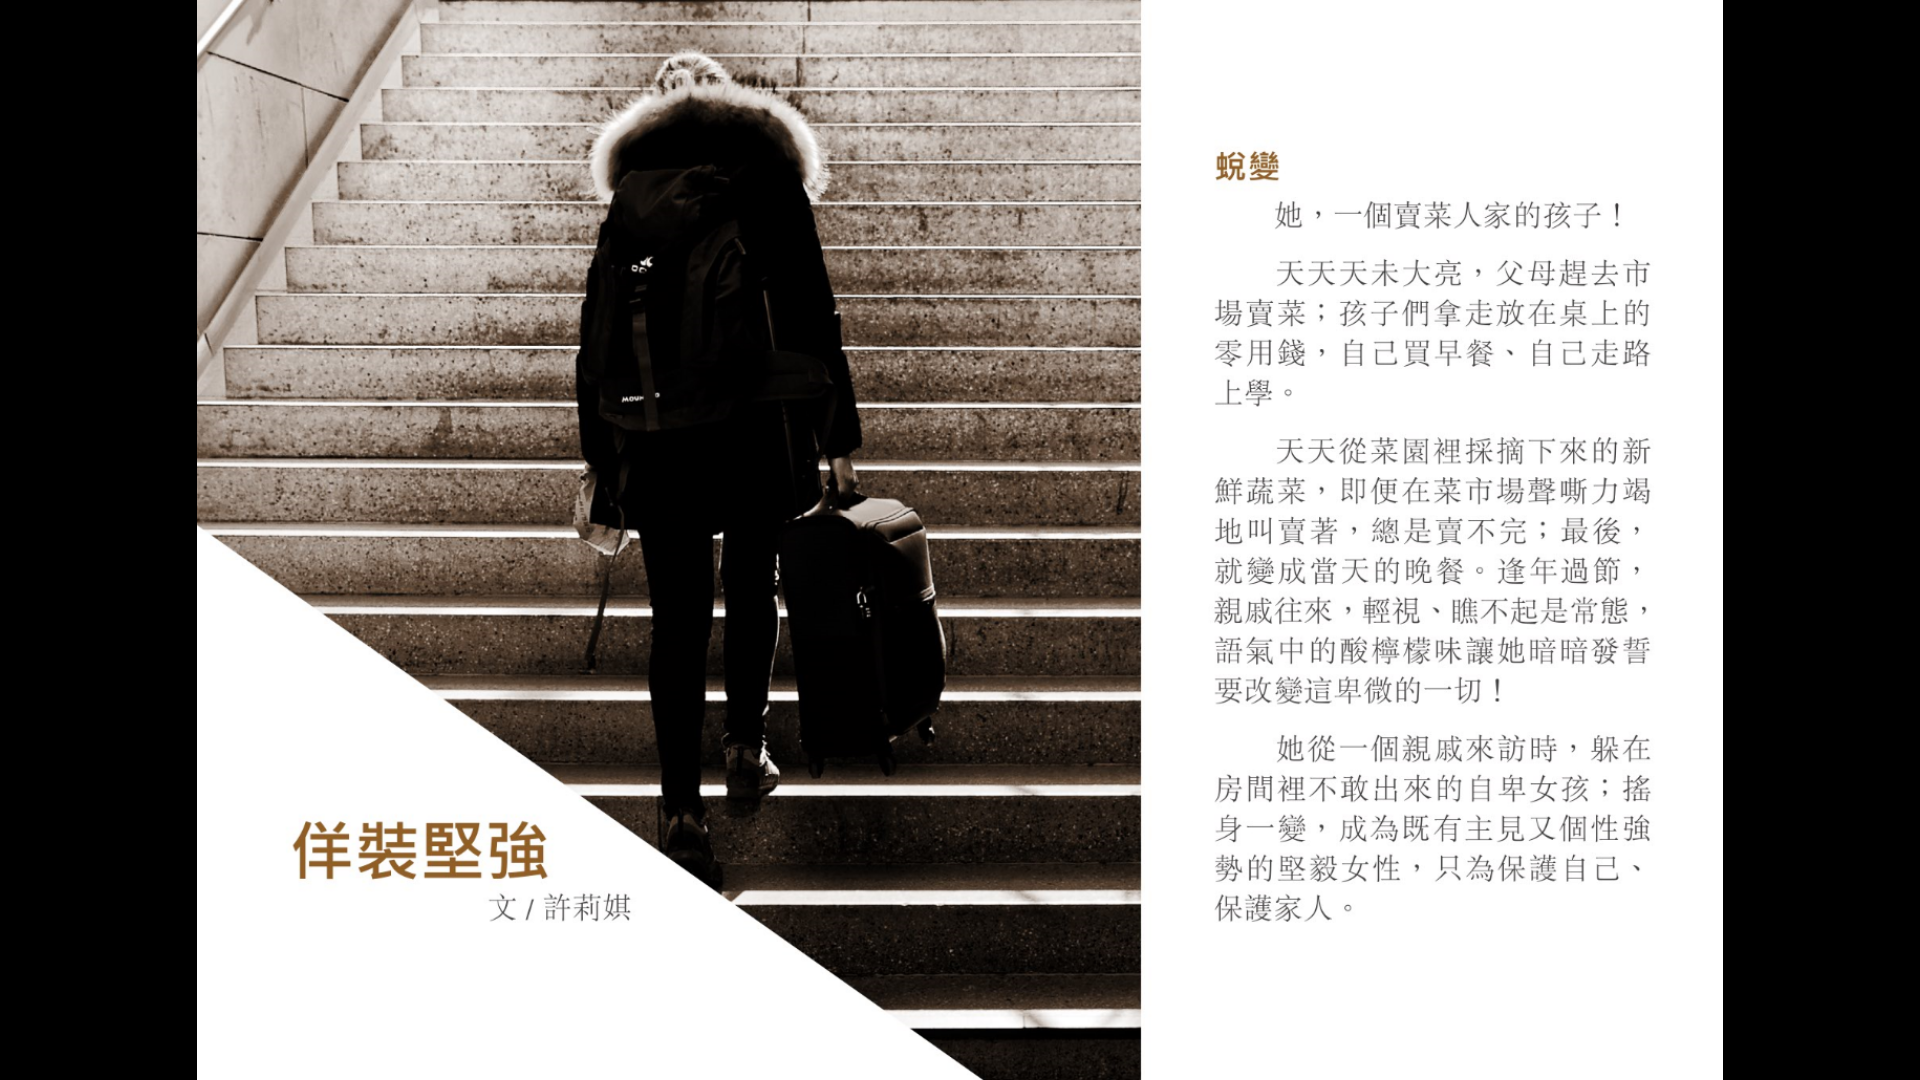 佯裝堅強
文 / 許莉娸
蛻變
她，一個賣菜人家的孩子！
天天天未大亮，父母趕去市
場賣菜；孩子們拿走放在桌上的
零用錢，自己買早餐、自己走路
上學。
天天從菜園裡採摘下來的新
鮮蔬菜，即便在菜市場聲嘶力竭
地叫賣著，總是賣不完；最後，
就變成當天的晚餐。逢年過節，
親戚往來，輕視、瞧不起是常態，
語氣中的酸檸檬味讓她暗暗發誓
要改變這卑微的一切！
她從一個親戚來訪時，躲在
房間裡不敢出來的自卑女孩；搖
身一變，成為既有主見又個性強
勢的堅毅女性，只為保護自己、
保護家人。